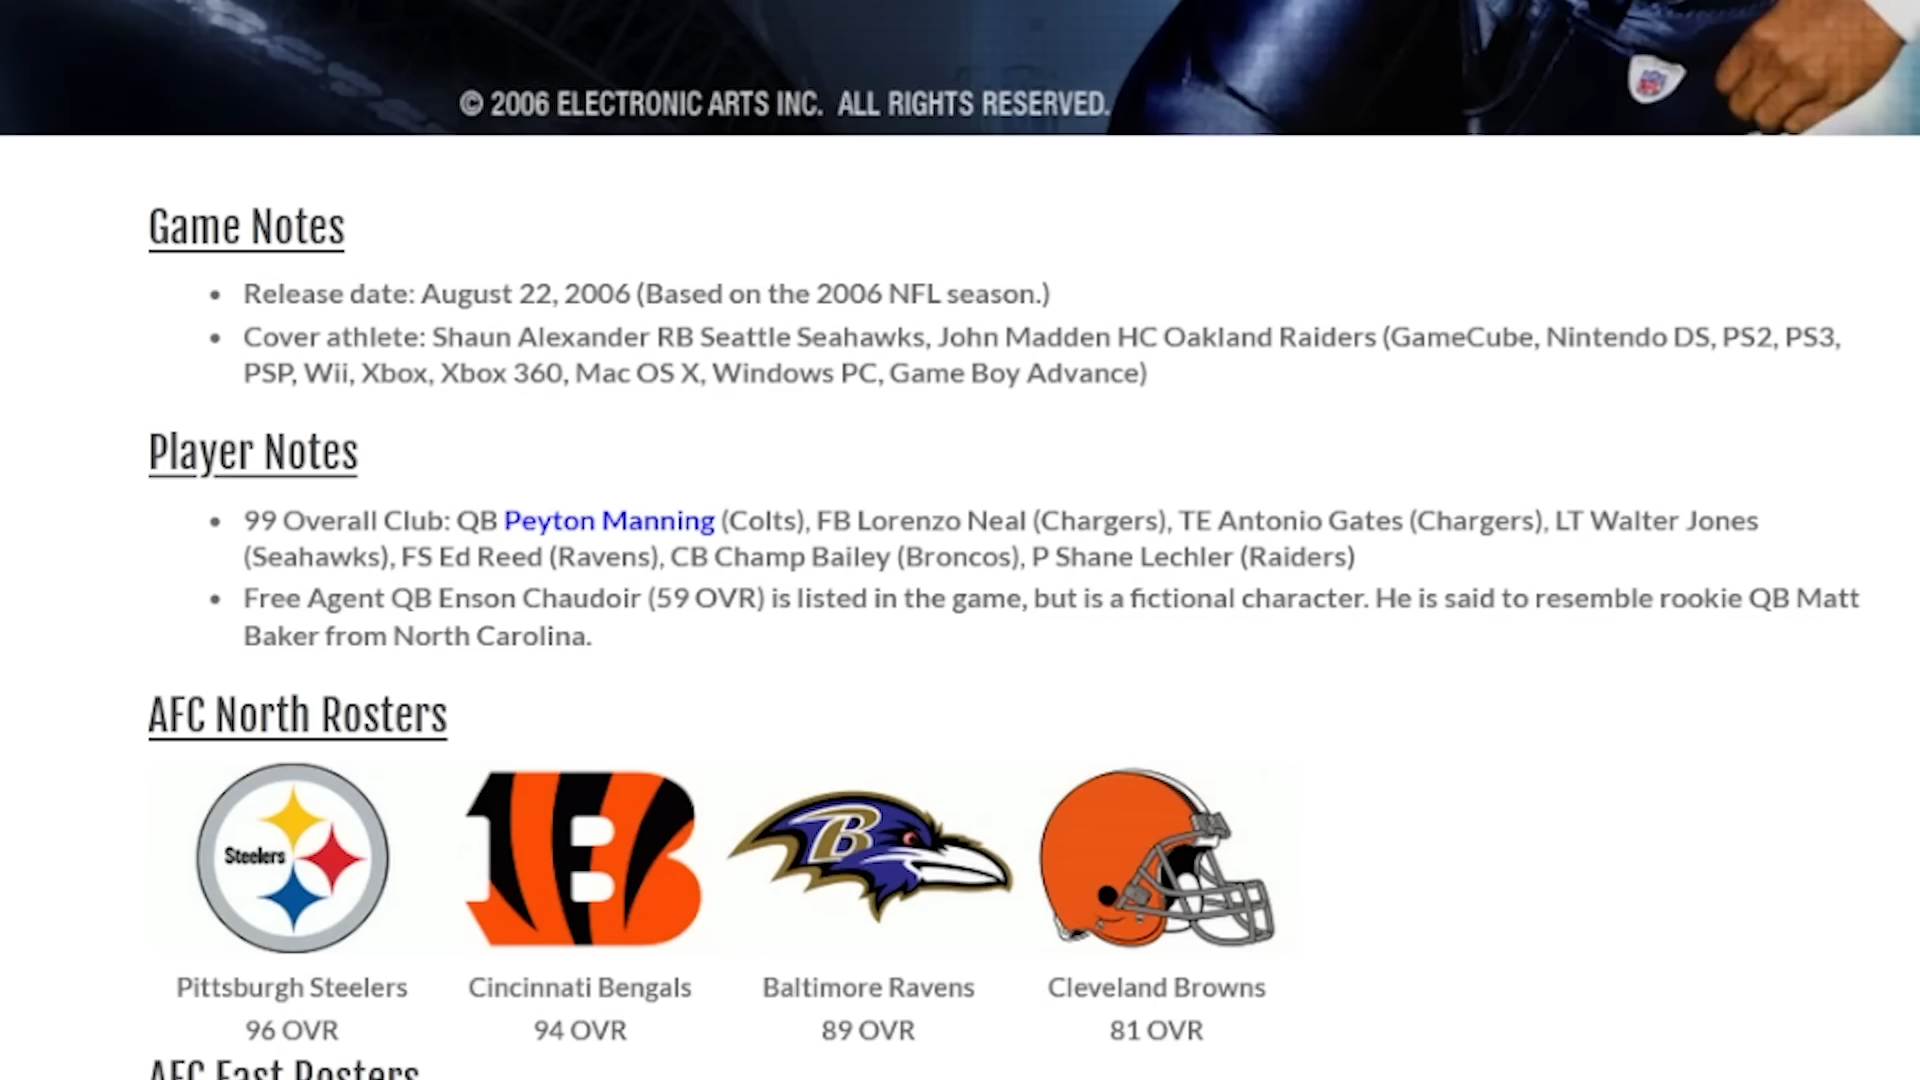 © 2006 ELECTRONIC ARTS INC. ALL RIGHTS RESERVED.
Game Notes
Release date: August 22, 2006 (Based on the 2006 NFL season.)
Cover athlete: Shaun Alexander RB Seattle Seahawks, John Madden HC Oakland Raiders (GameCube, Nintendo DS, PS2, PS3,
PSP, Wii, Xbox, Xbox 360, Mac OS X, Windows PC, Game Boy Advance)
Player Notes
99 Overall Club: QB Peyton Manning (Colts), FB Lorenzo Neal (Chargers), TE Antonio Gates (Chargers), LT Walter Jones
(Seahawks), FS Ed Reed (Ravens), CB Champ Bailey (Broncos), P Shane Lechler (Raiders)
Free Agent QB Enson Chaudoir (59 OVR) is listed in the game, but is a fictional character. He is said to resemble rookie QB Matt
Baker from North Carolina.
AFC North Rosters
Steelers
B
B
Pittsburgh Steelers Cincinnati Bengals Baltimore Ravens Cleveland Browns
96 OVR 94 OVR 89 OVR 81 OVR
AFC East Rosters